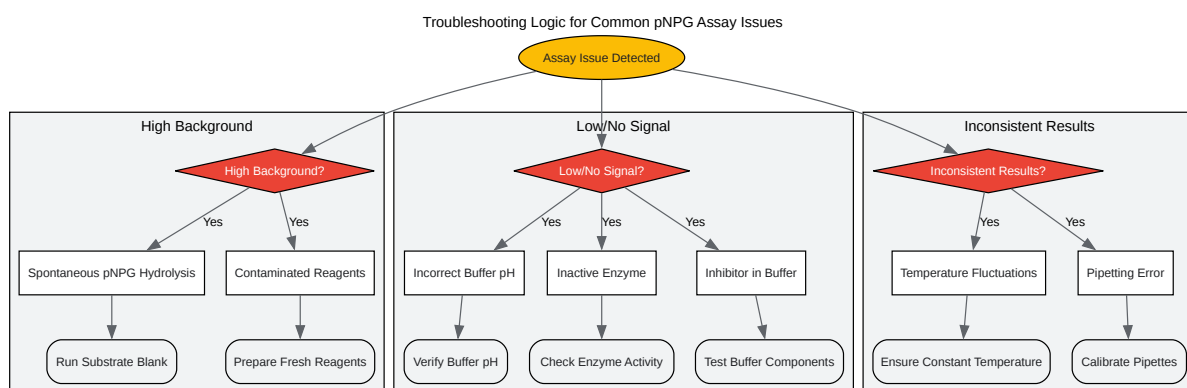 Troubleshooting Logic for Common pNPG Assay Issues
Assay Issue Detected
High Background
Low/No Signal
Inconsistent Results
High Background?
Low/No Signal?
Inconsistent Results?
Yes
Yes
Yes
Yes
Yes
Yes
Yes
Spontaneous pNPG Hydrolysis
Contaminated Reagents
Incorrect Buffer pH
Inactive Enzyme
Inhibitor in Buffer
Temperature Fluctuations
Pipetting Error
Run Substrate Blank
Prepare Fresh Reagents
Verify Buffer pH
Check Enzyme Activity
Test Buffer Components
Ensure Constant Temperature
Calibrate Pipettes